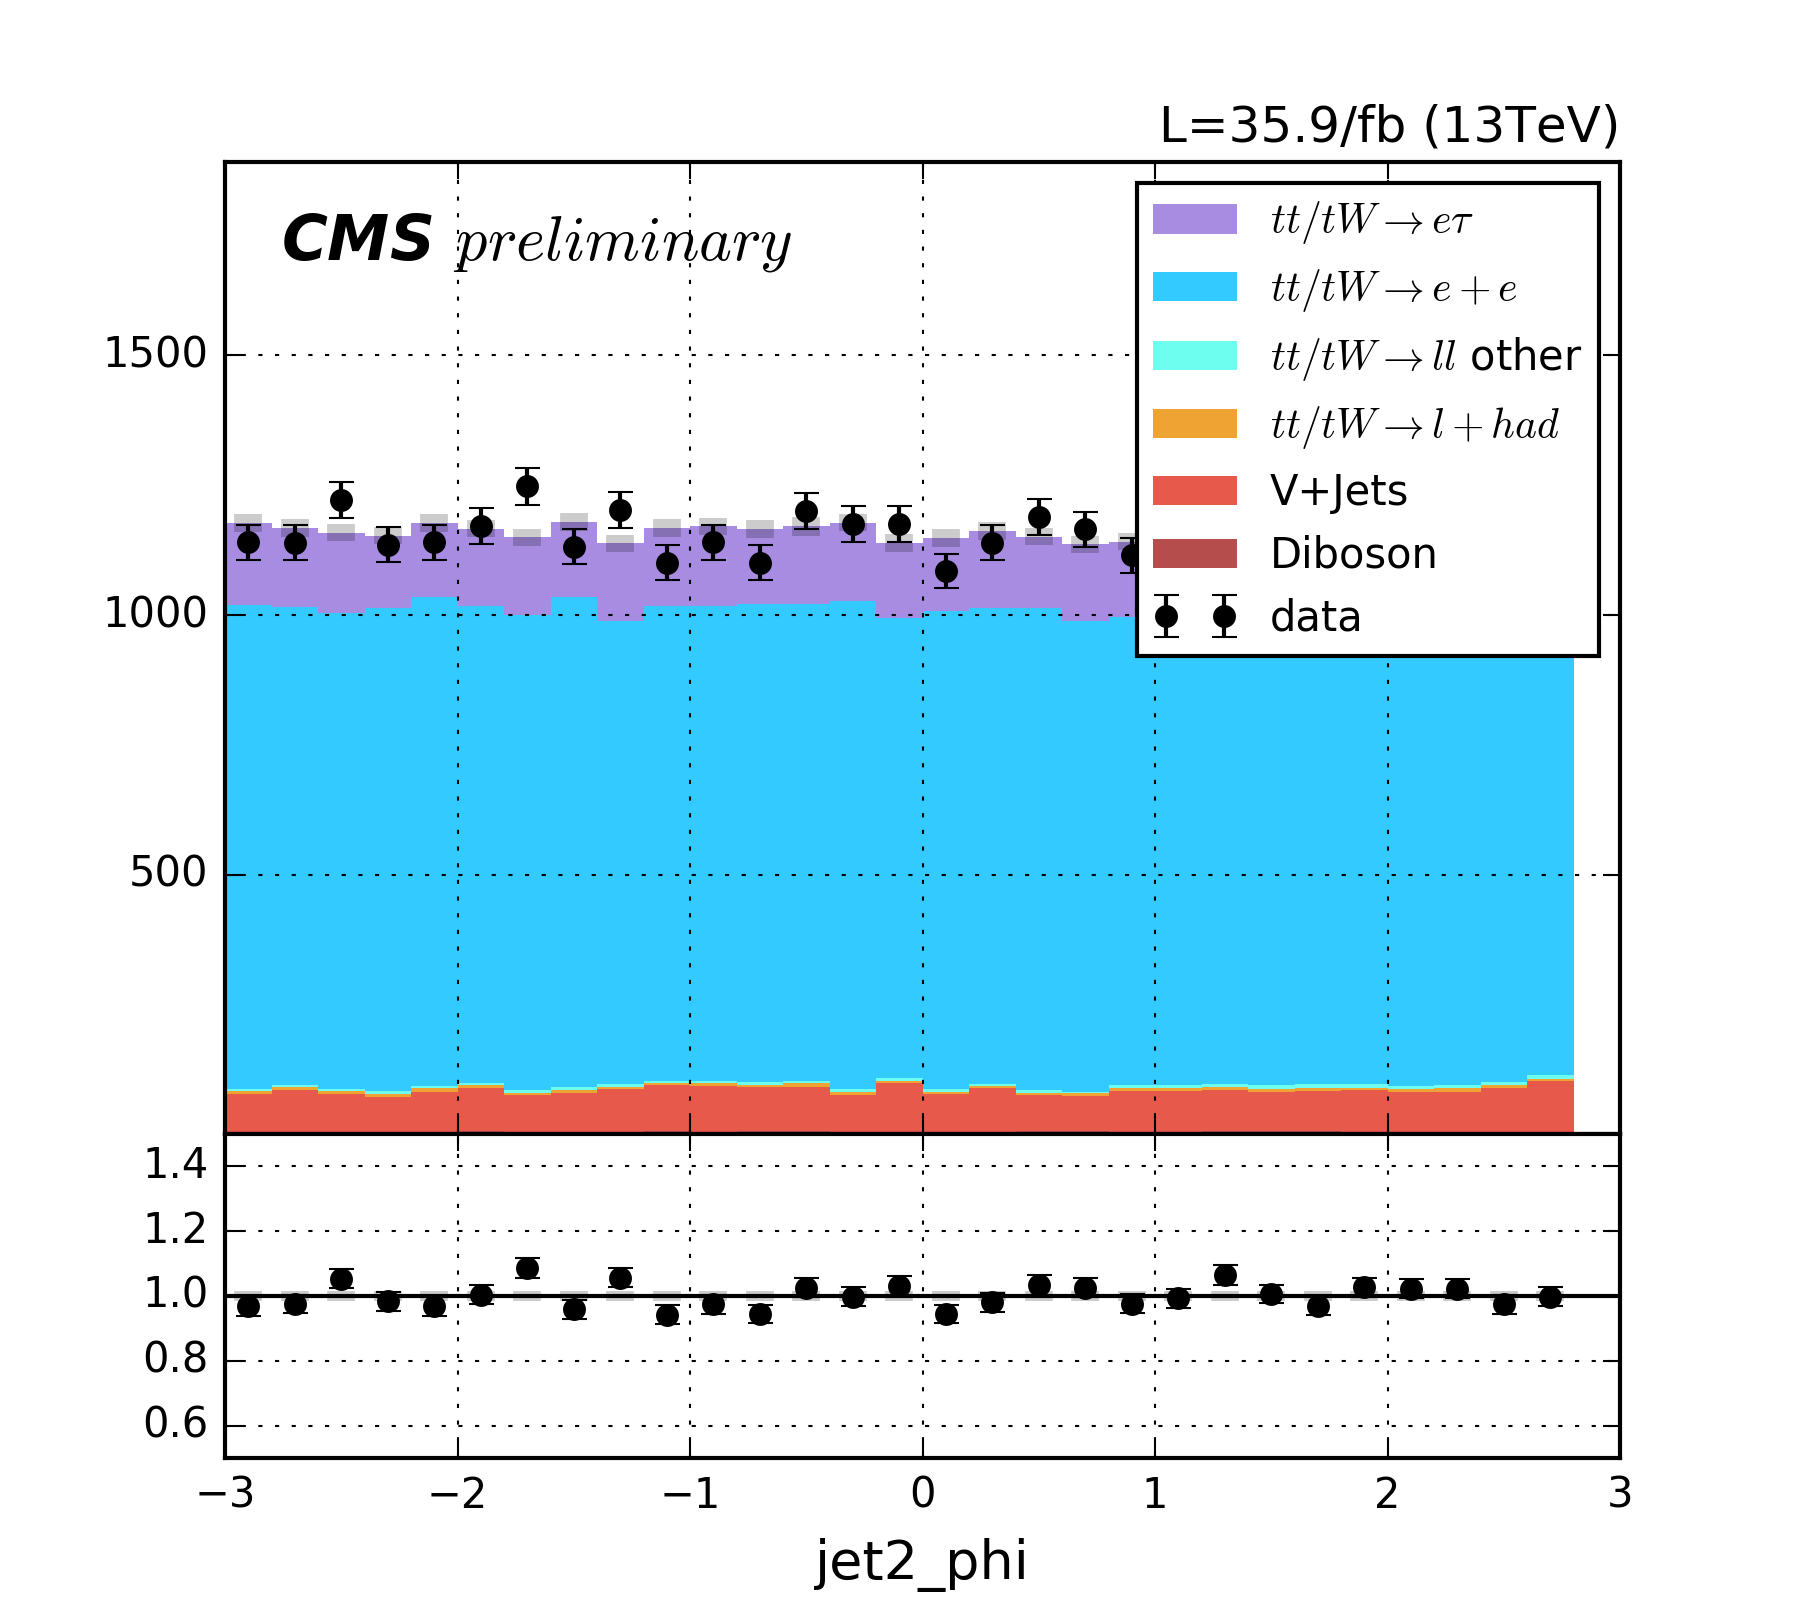 L=35.9/fb (13TeV)
CMS preliminary
tt/tW→eτ
tt/tW→e+e
tt/tW→ll other
tt/tW→l+had
V+Jets
Diboson
data
1500
1000
500
1.4
1.2
1.0
0.8
0.6
−3 −2 −1 0 1 2 3
jet2_phi